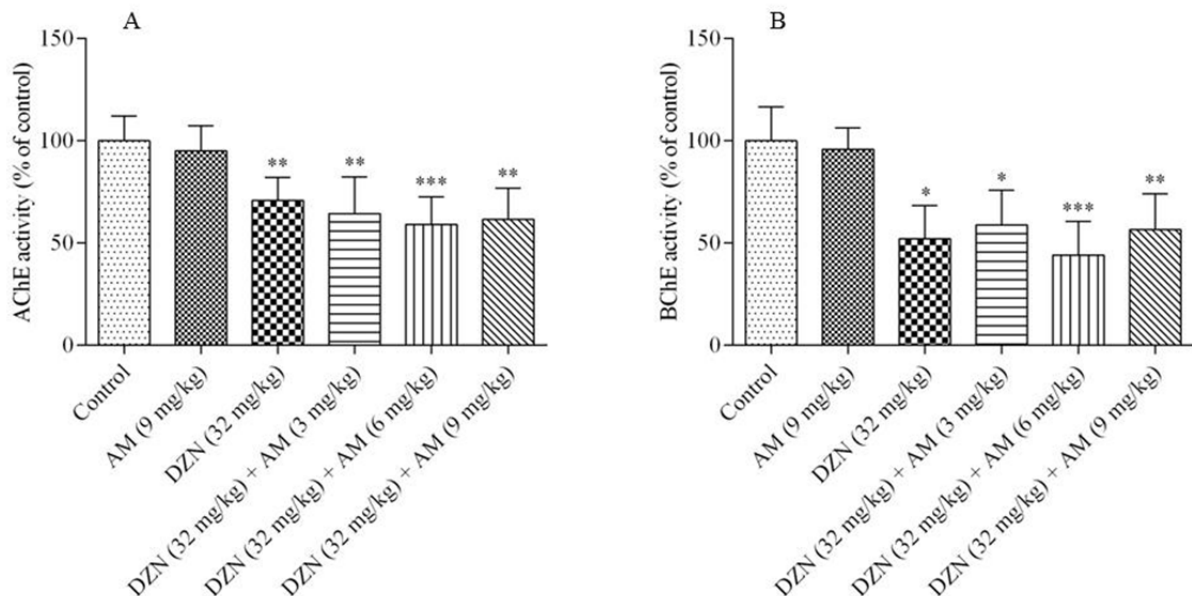 A
AChE activity (% of control)
150
100
50
0
**
**
***
**
Control
AM (9 mg/kg)
DZN (32 mg/kg)
DZN (32 mg/kg) + AM (3 mg/kg)
DZN (32 mg/kg) + AM (6 mg/kg)
DZN (32 mg/kg) + AM (9 mg/kg)
B
BChE activity (% of control)
150
100
50
0
*
*
***
**
Control
AM (9 mg/kg)
DZN (32 mg/kg)
DZN (32 mg/kg) + AM (3 mg/kg)
DZN (32 mg/kg) + AM (6 mg/kg)
DZN (32 mg/kg) + AM (9 mg/kg)